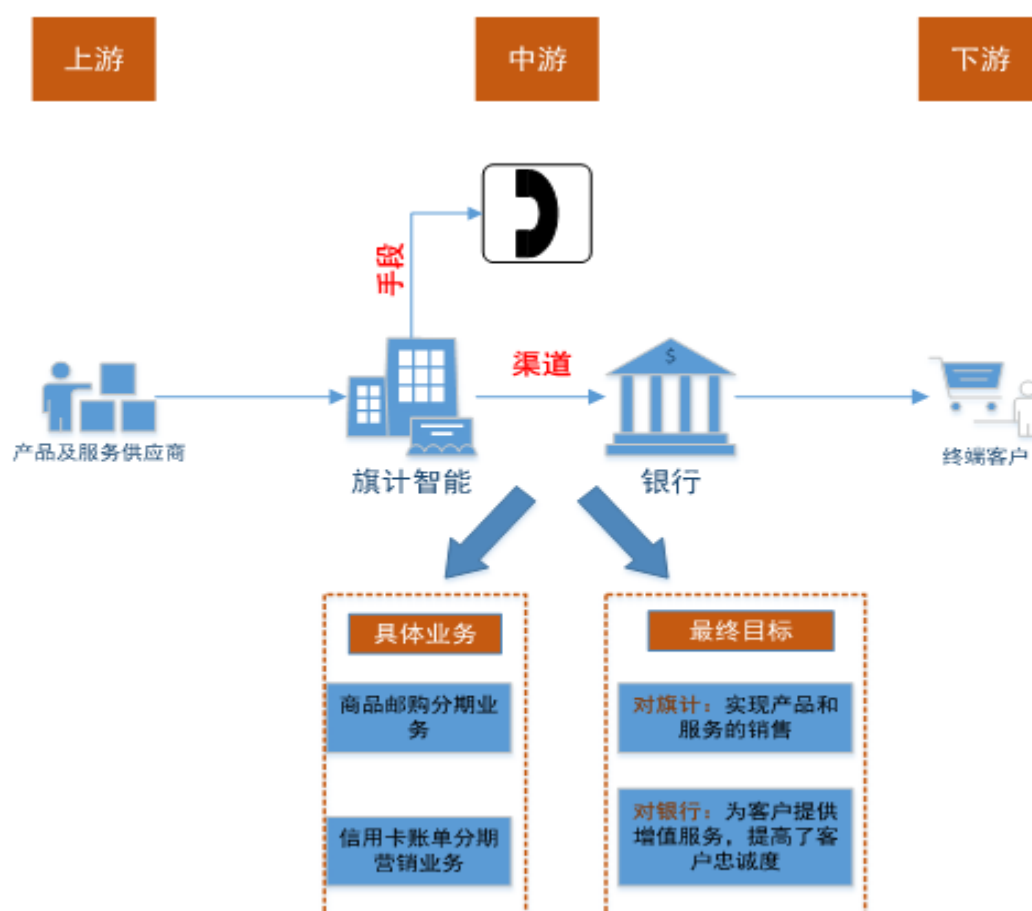 上游
中游
下游
手段
渠道
$
产品及服务供应商
旗计智能
银行
终端客户
具体业务
商品邮购分期业
务
信用卡账单分期
营销业务
最终目标
对旗计：实现产品和
服务的销售
对银行：为客户提供
增值服务，提高了客
户忠诚度